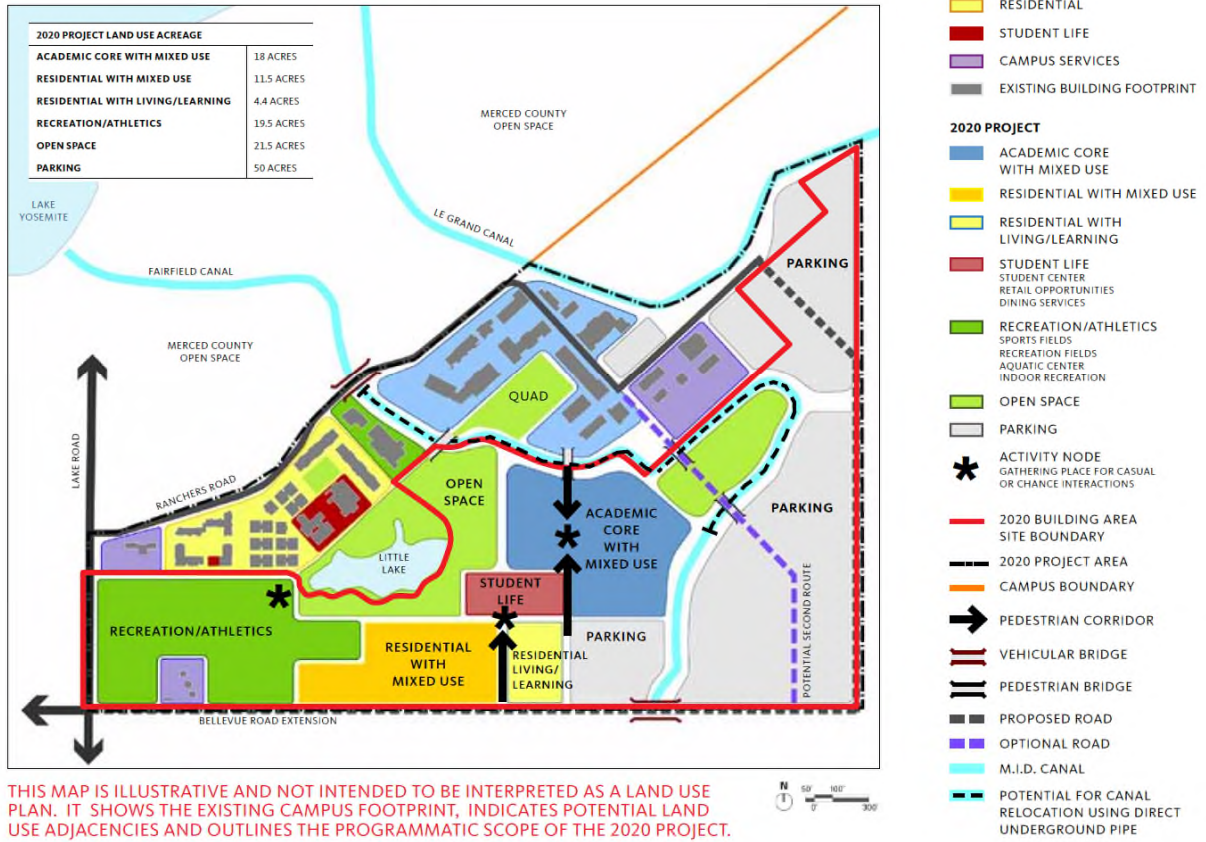 2020 PROJECT LAND USE ACREAGE
ACADEMIC CORE WITH MIXED USE 18 ACRES
RESIDENTIAL WITH MIXED USE 11.5 ACRES
RESIDENTIAL WITH LIVING/LEARNING 4.4 ACRES
RECREATION/ATHLETICS 19.5 ACRES
OPEN SPACE 21.5 ACRES
PARKING 50 ACRES
MERCED COUNTY
OPEN SPACE
LAKE
YOSEMITE
LE GRAND CANAL
FAIRFIELD CANAL
PARKING
MERCED COUNTY
OPEN SPACE
QUAD
LAKE ROAD
RANCHERS ROAD
OPEN
SPACE
ACADEMIC
CORE
WITH
MIXED USE
PARKING
LITTLE
LAKE
STUDENT
LIFE
RECREATION/ATHLETICS
RESIDENTIAL
WITH
MIXED USE
RESIDENTIAL
LIVING/
LEARNING
PARKING
POTENTIAL SECOND ROUTE
BELLEVUE ROAD EXTENSION
THIS MAP IS ILLUSTRATIVE AND NOT INTENDED TO BE INTERPRETED AS A LAND USE
PLAN. IT SHOWS THE EXISTING CAMPUS FOOTPRINT, INDICATES POTENTIAL LAND
USE ADJACENCIES AND OUTLINES THE PROGRAMMATIC SCOPE OF THE 2020 PROJECT.
N
50' 100'
0' 300'
RESIDENTIAL
STUDENT LIFE
CAMPUS SERVICES
EXISTING BUILDING FOOTPRINT
2020 PROJECT
ACADEMIC CORE
WITH MIXED USE
RESIDENTIAL WITH MIXED USE
RESIDENTIAL WITH
LIVING/LEARNING
STUDENT LIFE
STUDENT CENTER
RETAIL OPPORTUNITIES
DINING SERVICES
RECREATION/ATHLETICS
SPORTS FIELDS
RECREATION FIELDS
AQUATIC CENTER
INDOOR RECREATION
OPEN SPACE
PARKING
ACTIVITY NODE
GATHERING PLACE FOR CASUAL
OR CHANCE INTERACTIONS
2020 BUILDING AREA
SITE BOUNDARY
2020 PROJECT AREA
CAMPUS BOUNDARY
PEDESTRIAN CORRIDOR
VEHICULAR BRIDGE
PEDESTRIAN BRIDGE
PROPOSED ROAD
OPTIONAL ROAD
M.I.D. CANAL
POTENTIAL FOR CANAL
RELOCATION USING DIRECT
UNDERGROUND PIPE